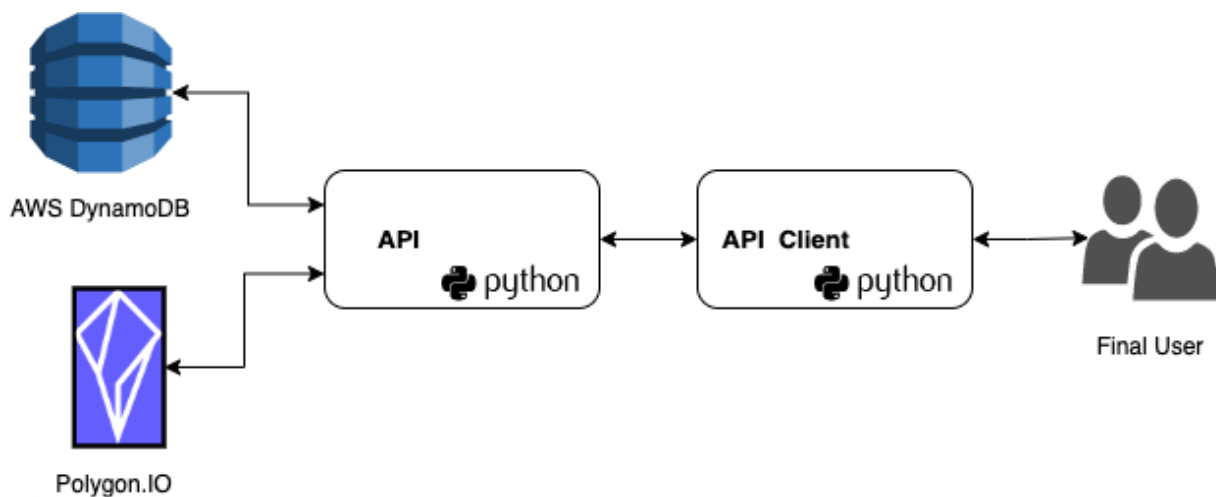 AWS DynamoDB
API
python
API Client
python
Final User
Polygon.IO